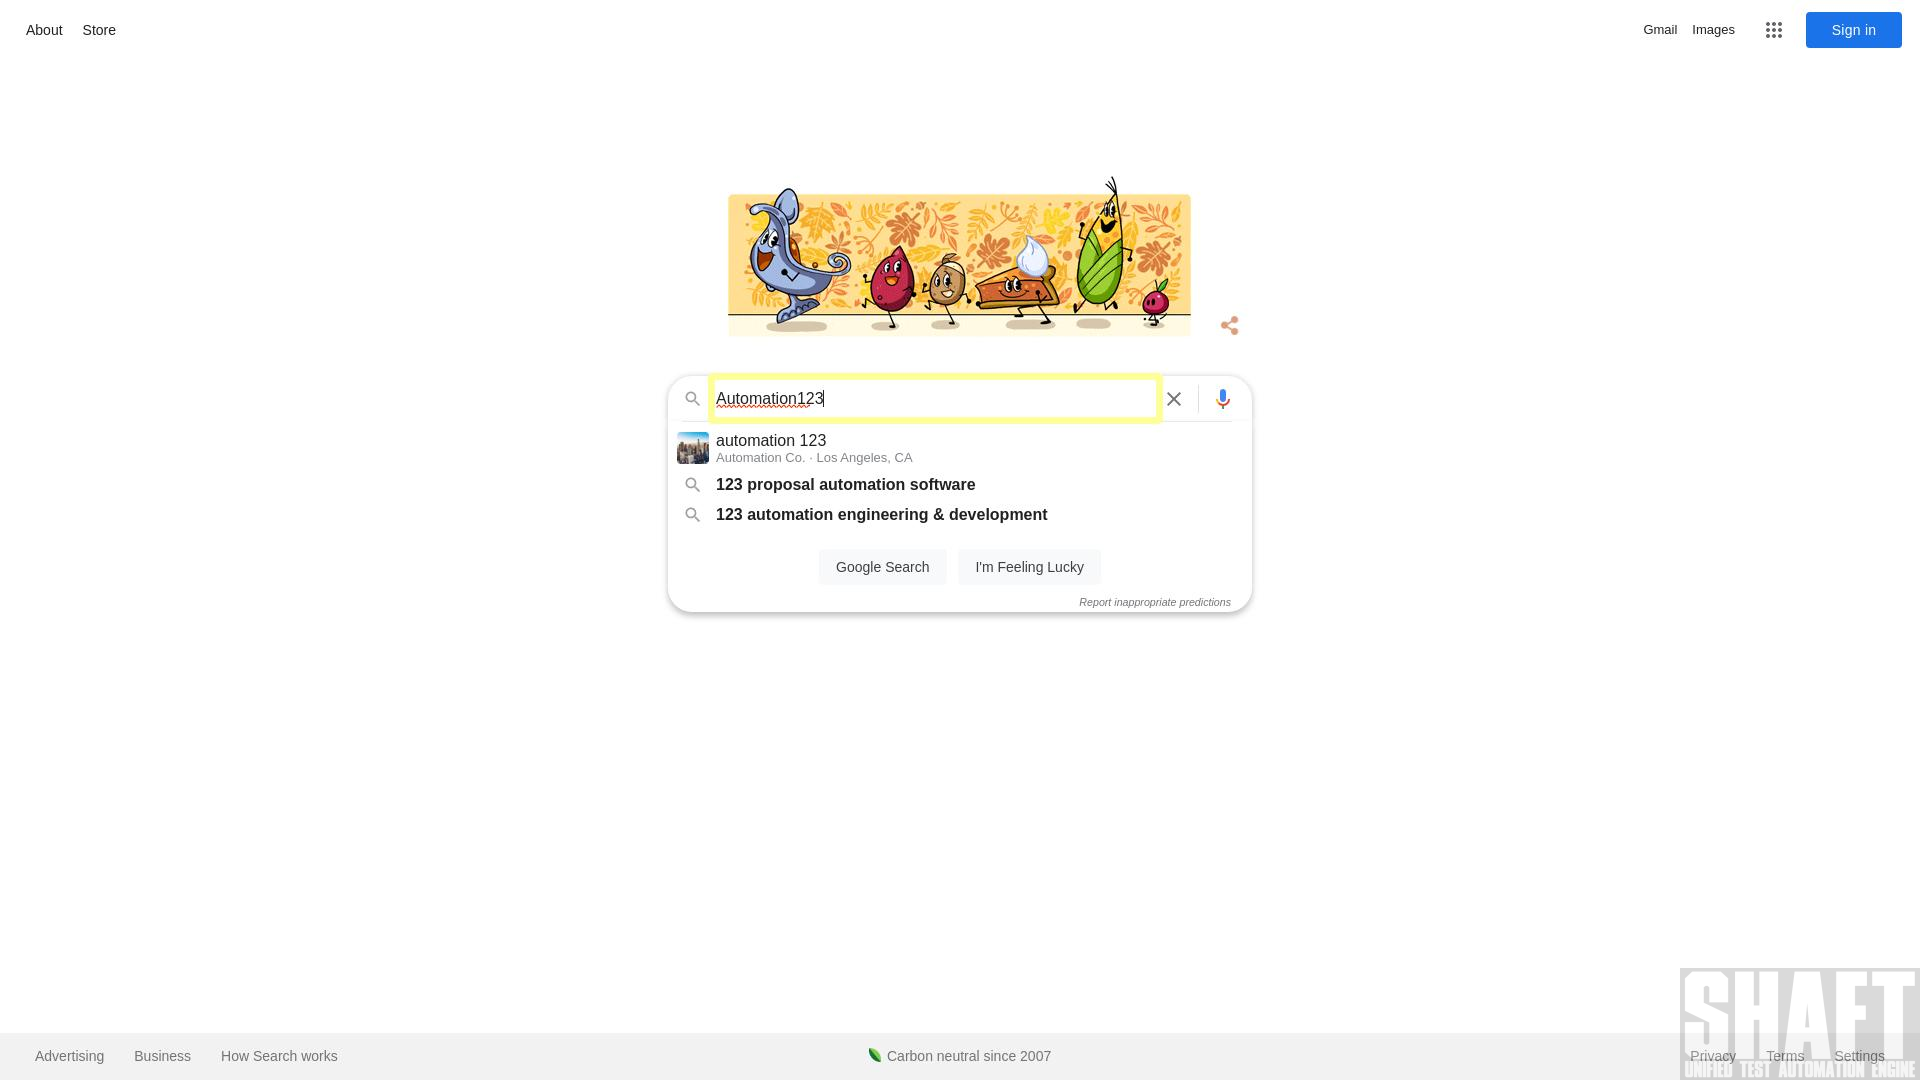 About Store
Gmail Images Sign in
Automation123
automation 123
Automation Co. · Los Angeles, CA
123 proposal automation software
123 automation engineering & development
Google Search I'm Feeling Lucky
Report inappropriate predictions
SHAFT
UNIFIED TEST AUTOMATION ENGINE
Advertising Business How Search works Carbon neutral since 2007 Privacy Terms Settings